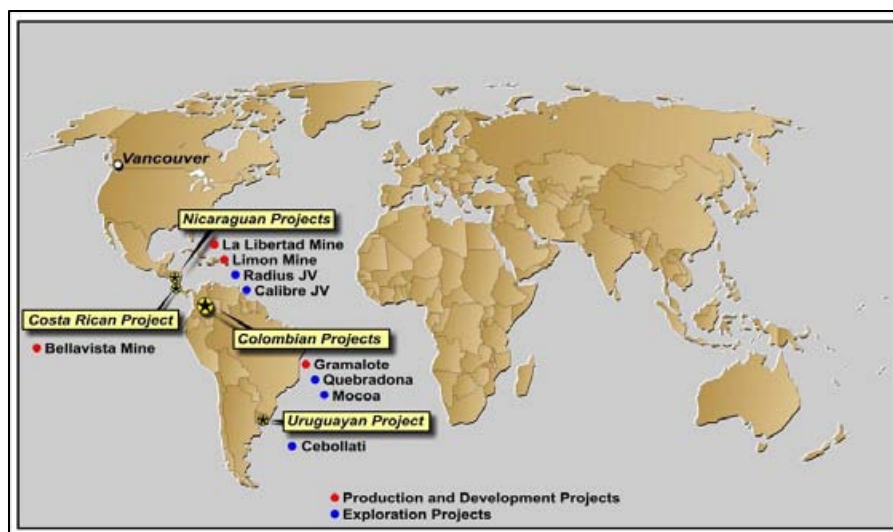 Vancouver
Nicaraguan Projects
La Libertad Mine
Limon Mine
Radius JV
Calibre JV
Costa Rican Project
Bellavista Mine
Colombian Projects
Gramalote
Quebradona
Mocoa
Uruguayan Project
Cebollati
Production and Development Projects
Exploration Projects